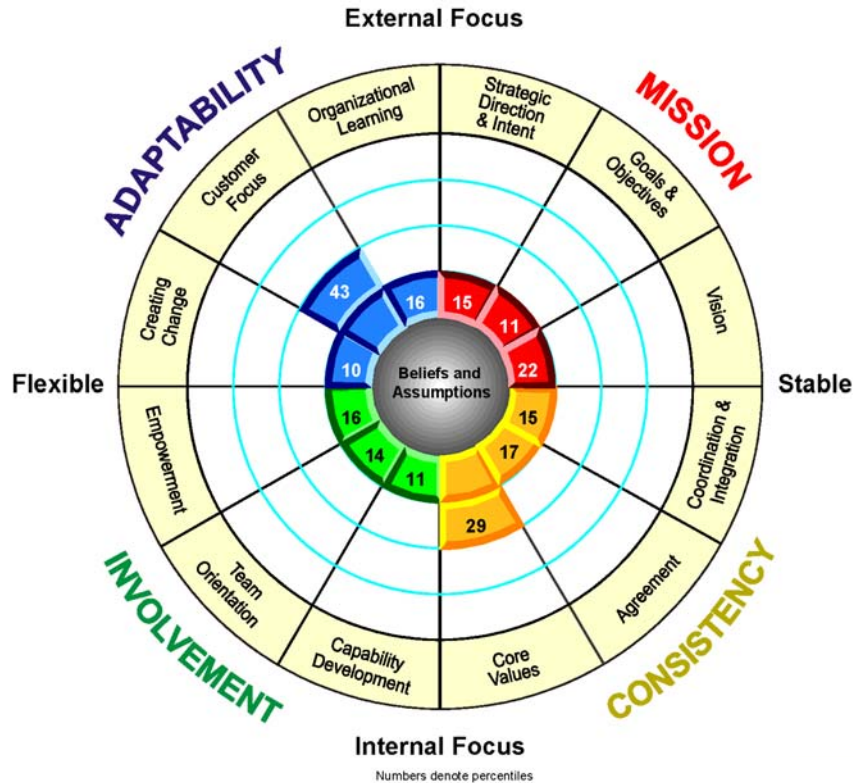 External Focus
ADAPTABILITY
MISSION
Organizational
Learning
Strategic
Direction
& Intent
Customer
Focus
Goals &
Objectives
Creating
Change
Vision
43
16
15
11
10
22
Flexible
Beliefs and
Assumptions
Stable
Empowerment
16
15
Coordination &
Integration
14
17
11
29
Team
Orientation
Agreement
Capability
Development
Core
Values
INVOLVEMENT
CONSISTENCY
Internal Focus
Numbers denote percentiles